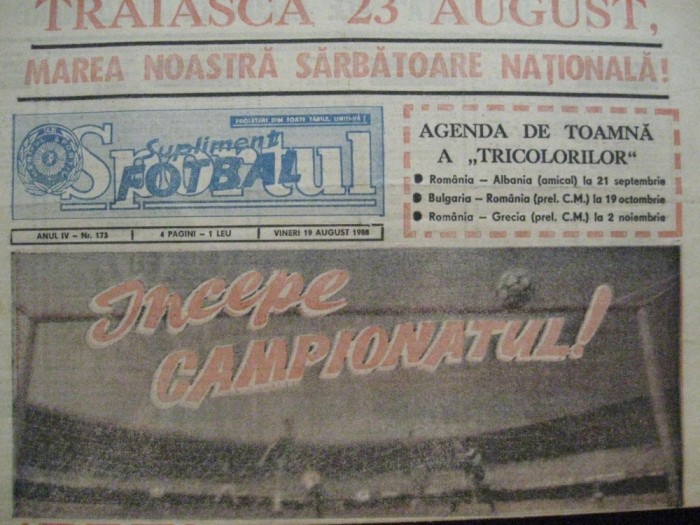 TRĂIASCĂ 23 AUGUST,
MAREA NOASTRĂ SĂRBĂTOARE NAȚIONALĂ!
PROLETARI DIN TOATE ȚĂRILE, UNIȚI-VĂ!
Sportul
Supliment
FOTBAL
ANUL IV – Nr. 173
4 PAGINI – 1 LEU
VINERI 19 AUGUST 1988
AGENDA DE TOAMNĂ
A „TRICOLORILOR“
● România – Albania (amical) la 21 septembrie
● Bulgaria – România (prel. C.M.) la 19 octombrie
● România – Grecia (prel. C.M.) la 2 noiembrie
Începe
CAMPIONATUL!